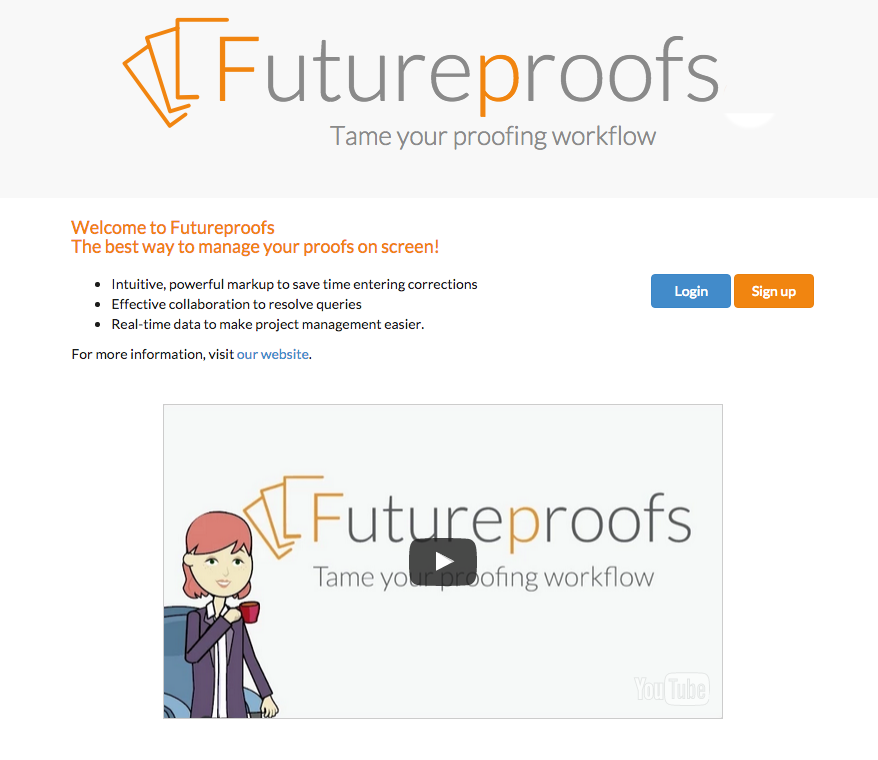 Futureproofs
Tame your proofing workflow
Welcome to Futureproofs
The best way to manage your proofs on screen!
Intuitive, powerful markup to save time entering corrections
Effective collaboration to resolve queries
Real-time data to make project management easier.
Login
Sign up
For more information, visit our website.
Futureproofs
Tame your proofing workflow
YouTube